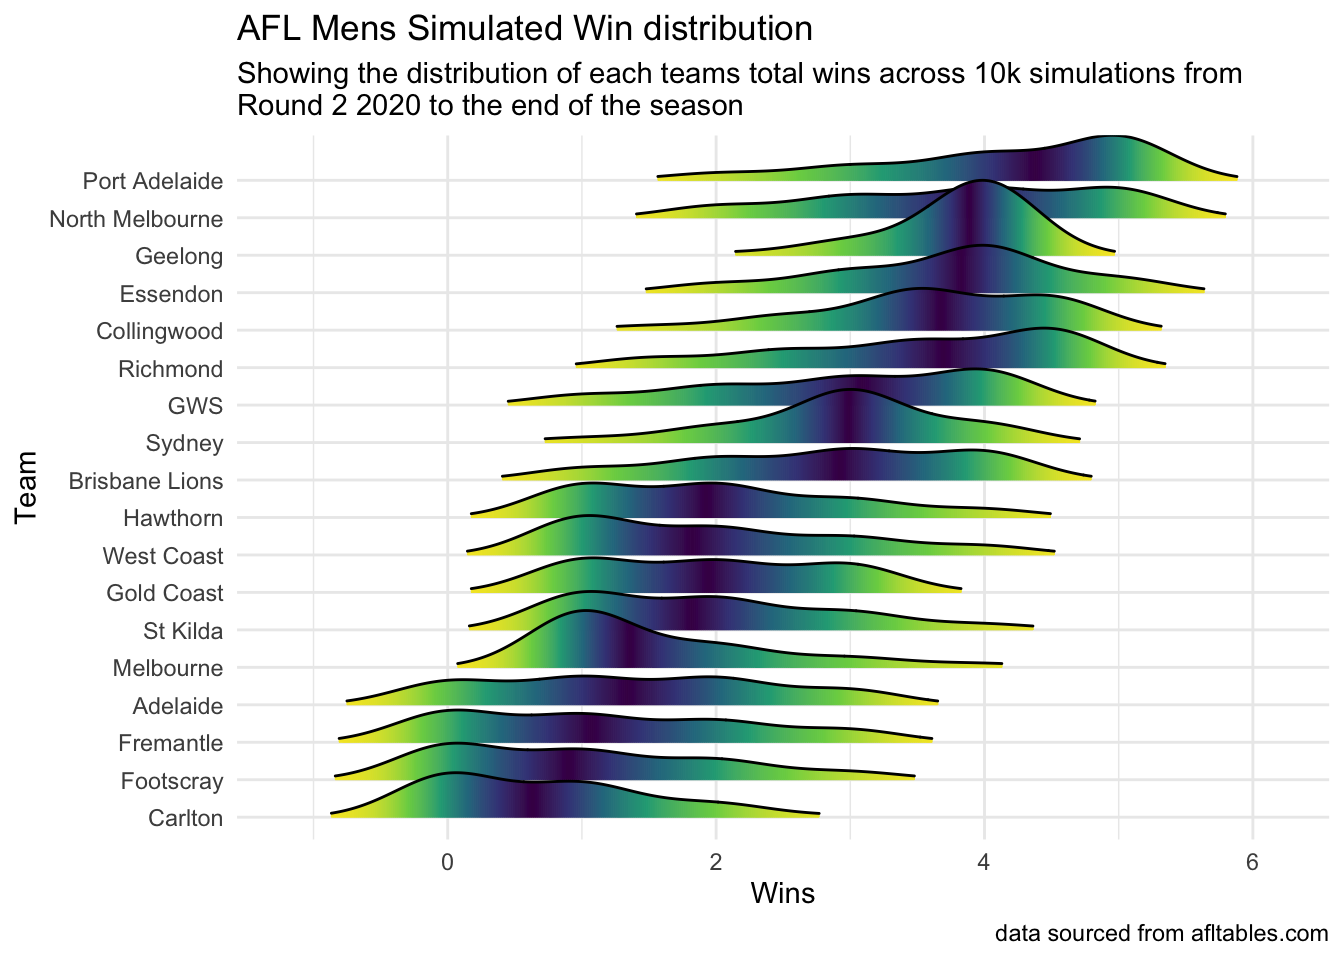 AFL Mens Simulated Win distribution
Showing the distribution of each teams total wins across 10k simulations from
Round 2 2020 to the end of the season
Port Adelaide
North Melbourne
Geelong
Essendon
Collingwood
Richmond
GWS
Sydney
Brisbane Lions
Hawthorn
West Coast
Gold Coast
St Kilda
Melbourne
Adelaide
Fremantle
Footscray
Carlton
Team
0 2 4 6
Wins
data sourced from afltables.com